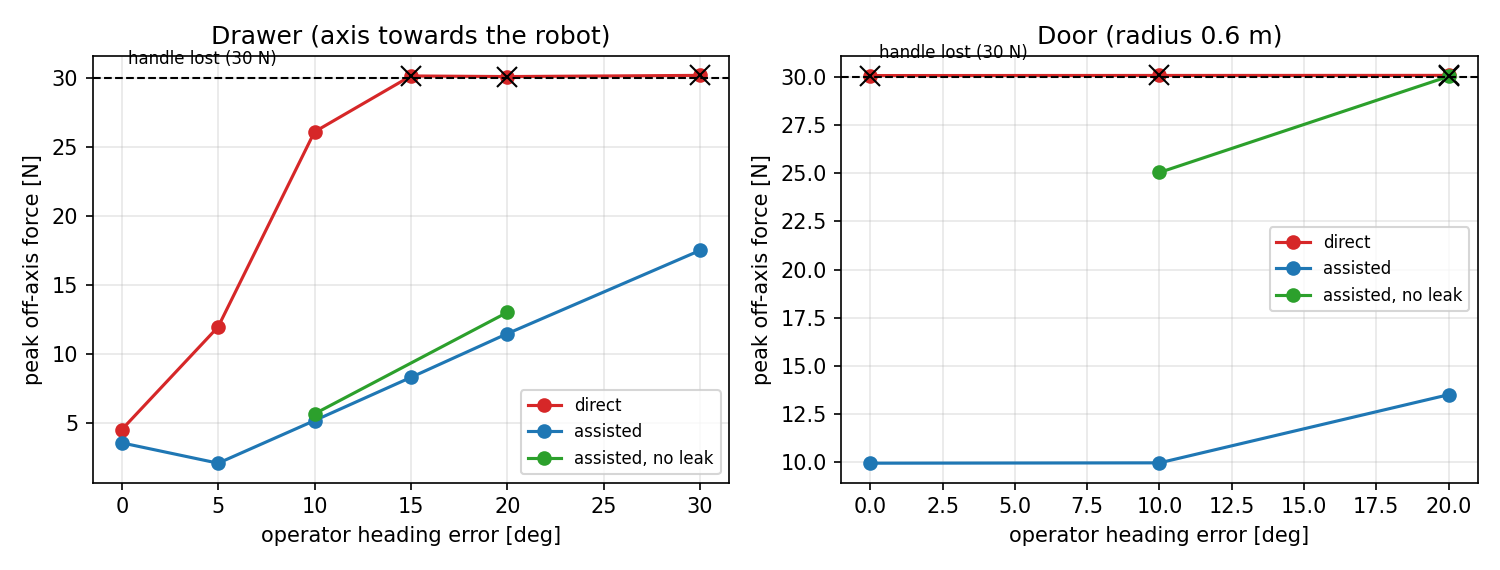 Drawer (axis towards the robot)
handle lost (30 N)
30
25
20
15
10
5
peak off-axis force [N]
direct
assisted
assisted, no leak
0 5 10 15 20 25 30
operator heading error [deg]
Door (radius 0.6 m)
handle lost (30 N)
30.0
27.5
25.0
22.5
20.0
17.5
15.0
12.5
10.0
peak off-axis force [N]
direct
assisted
assisted, no leak
0.0 2.5 5.0 7.5 10.0 12.5 15.0 17.5 20.0
operator heading error [deg]